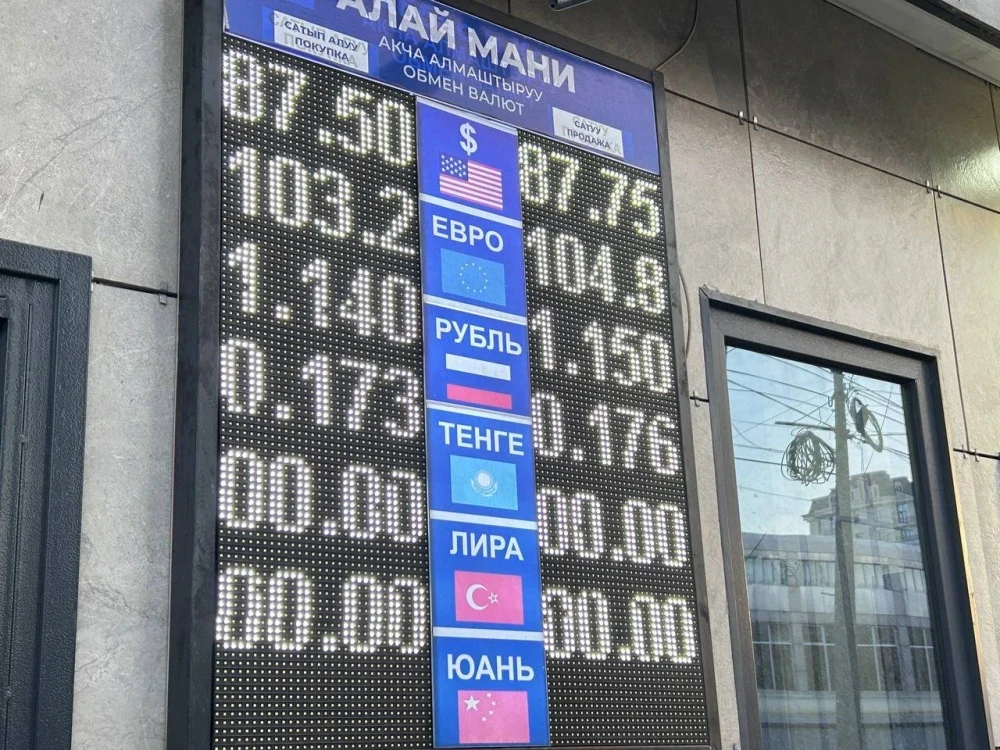 АЛАЙ МАНИ
АКЧА АЛМАШТЫРУУ
ОБМЕН ВАЛЮТ
САТЫП АЛУУ
ПОКУПКА
САТУУ
ПРОДАЖА
87.50 $ 87.75
103.2 ЕВРО 104.9
1.140 РУБЛЬ 1.150
0.173 ТЕНГЕ 0.176
00.00 ЛИРА 00.00
00.00 ЮАНЬ 00.00